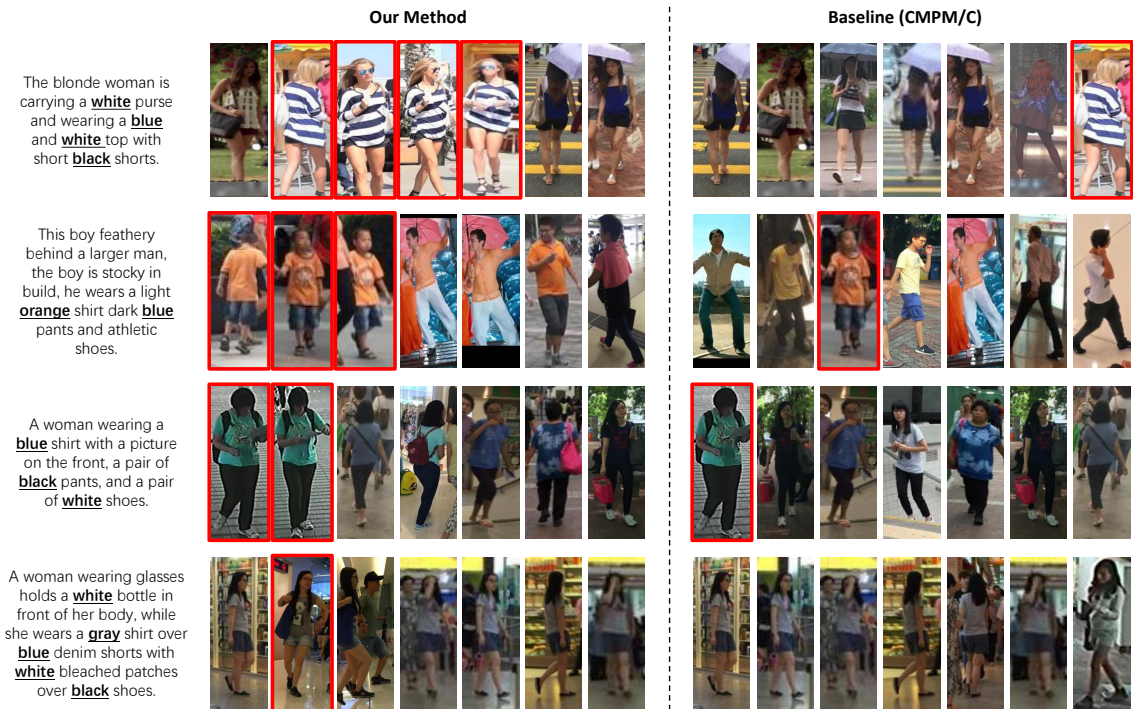 Our Method
Baseline (CMPM/C)
The blonde woman is
carrying a white purse
and wearing a blue
and white top with
short black shorts.
This boy feathery
behind a larger man,
the boy is stocky in
build, he wears a light
orange shirt dark blue
pants and athletic
shoes.
A woman wearing a
blue shirt with a picture
on the front, a pair of
black pants, and a pair
of white shoes.
A woman wearing glasses
holds a white bottle in
front of her body, while
she wears a gray shirt over
blue denim shorts with
white bleached patches
over black shoes.